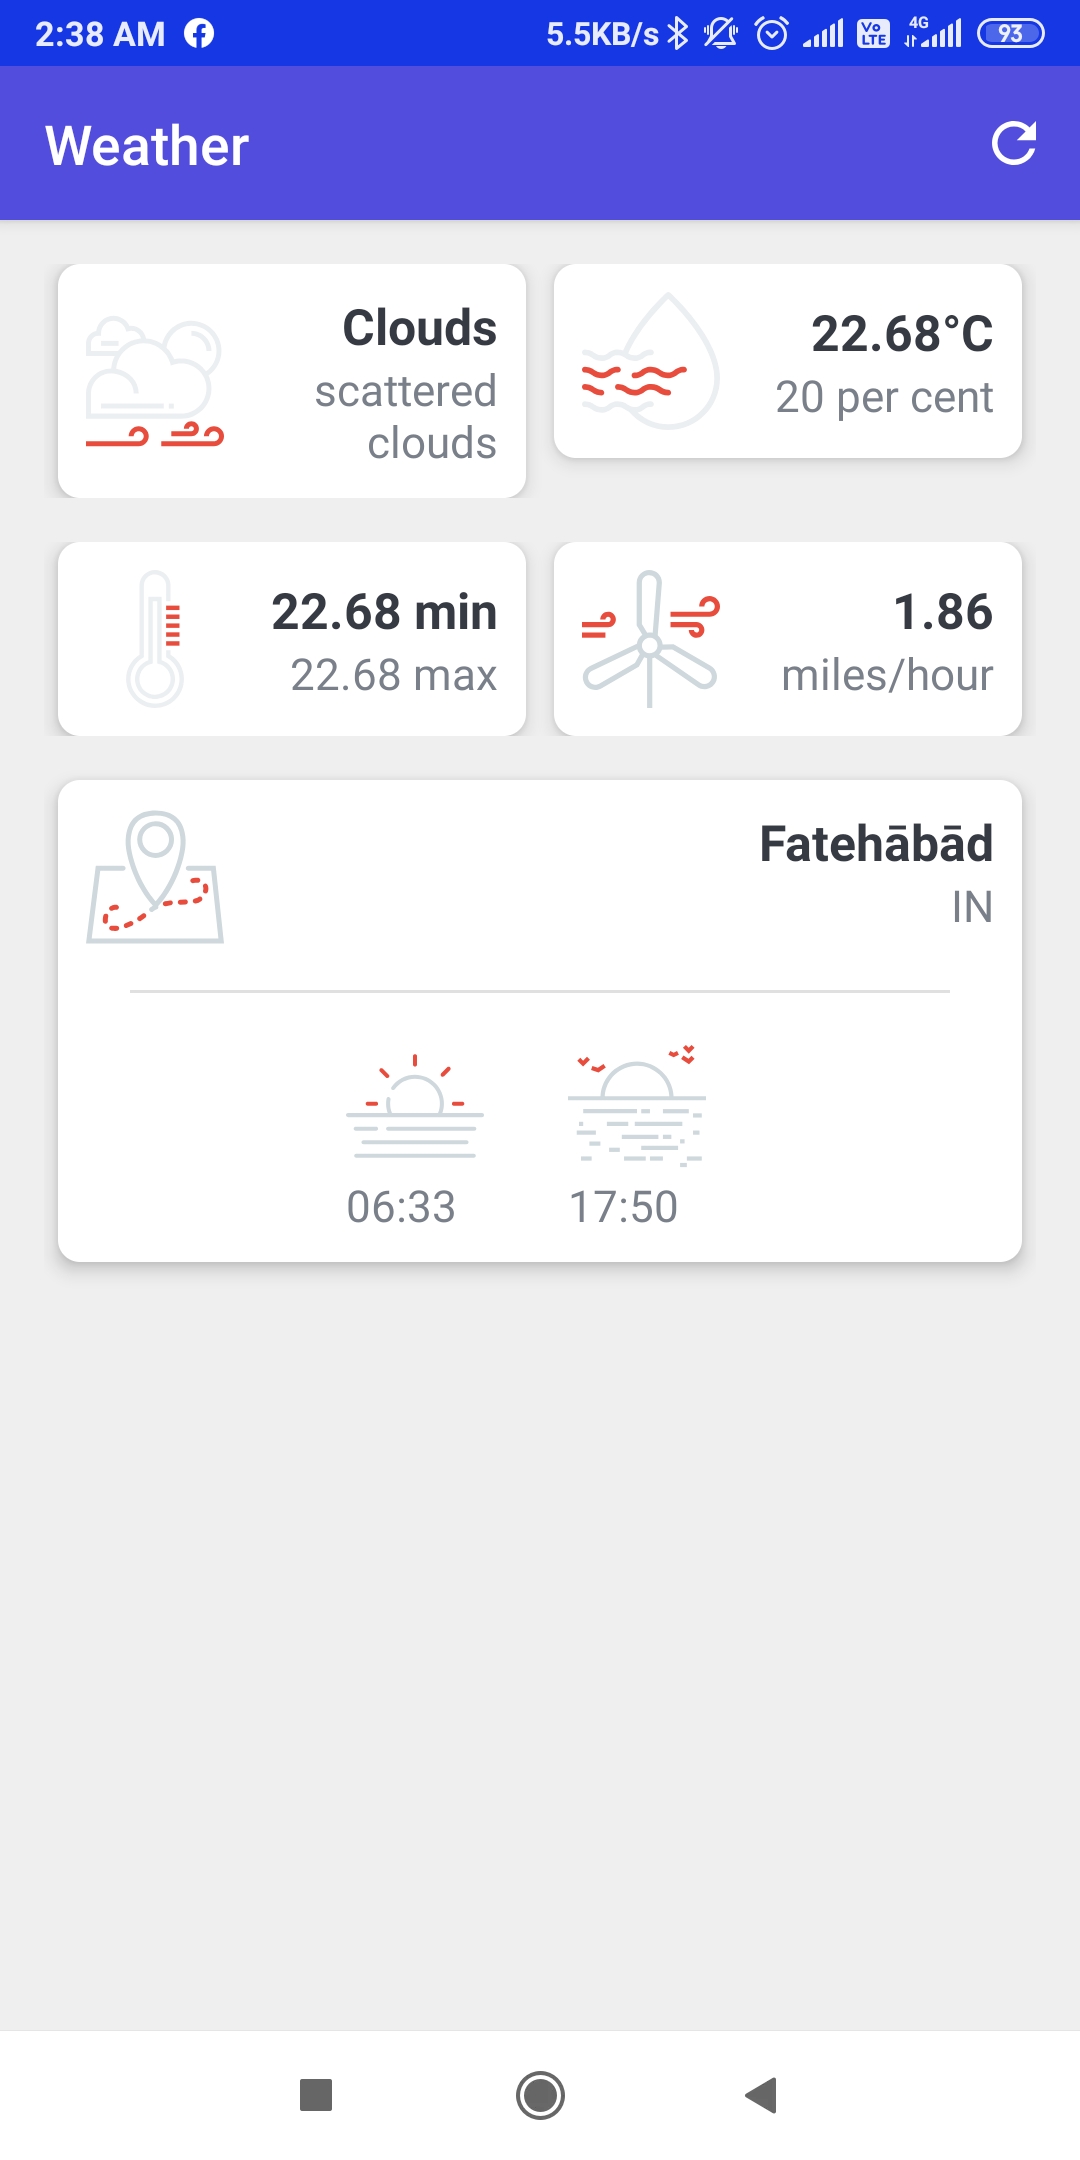 2:38 AM 5.5KB/s VoLTE 4G 93
Weather
Clouds
scattered
clouds
22.68°C
20 per cent
22.68 min
22.68 max
1.86
miles/hour
Fatehābād
IN
06:33 17:50